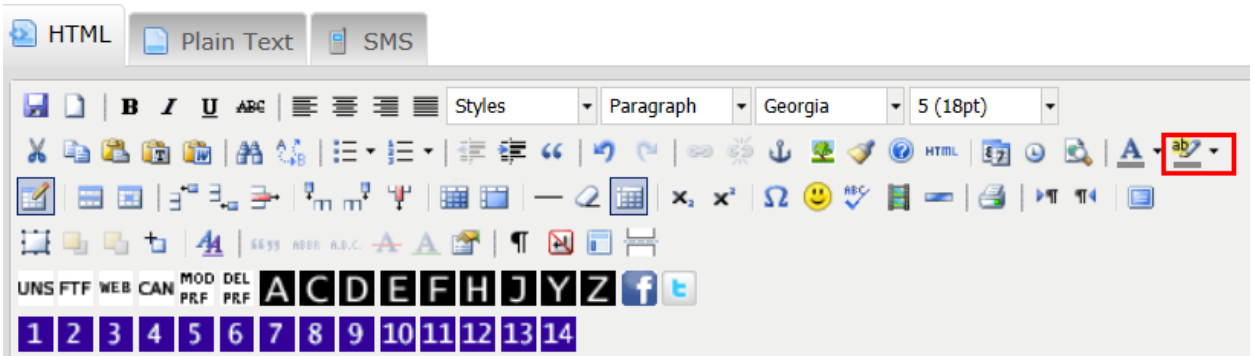 HTML Plain Text SMS
B I U ABC Styles Paragraph Georgia 5 (18pt)
HTML A ab
x₂ x² Ω ABC ¶ ¶
A ABBR A.B.C. A A ¶
UNS FTF WEB CAN MOD PRF DEL PRF A C D E F H J Y Z f t
1 2 3 4 5 6 7 8 9 10 11 12 13 14